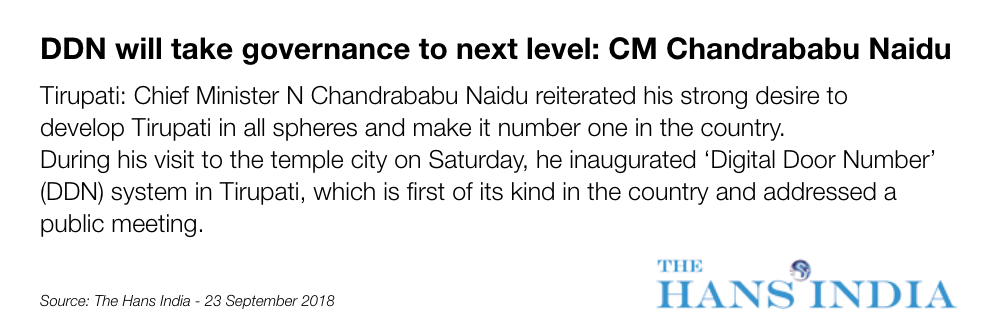 DDN will take governance to next level: CM Chandrababu Naidu
Tirupati: Chief Minister N Chandrababu Naidu reiterated his strong desire to
develop Tirupati in all spheres and make it number one in the country.
During his visit to the temple city on Saturday, he inaugurated ‘Digital Door Number’
(DDN) system in Tirupati, which is first of its kind in the country and addressed a
public meeting.
THE
HANS INDIA
Source: The Hans India - 23 September 2018